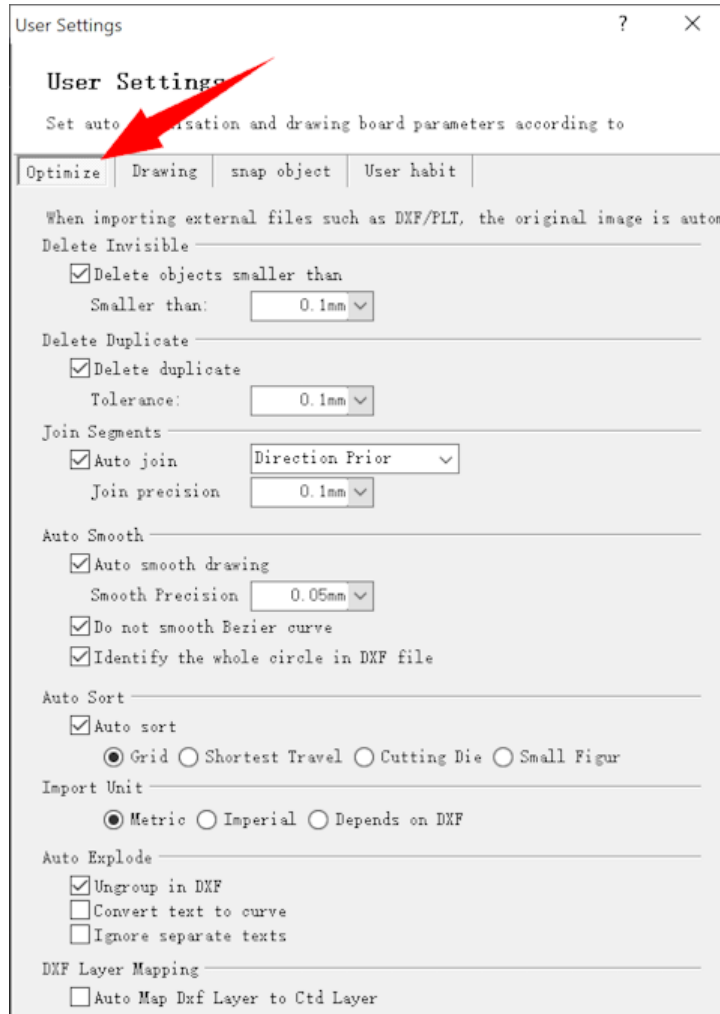 User Settings ? ×
User Settings
Set auto isation and drawing board parameters according to
Optimize Drawing snap object User habit
When importing external files such as DXF/PLT, the original image is autom
Delete Invisible
Delete objects smaller than
Smaller than: 0.1mm
Delete Duplicate
Delete duplicate
Tolerance: 0.1mm
Join Segments
Auto join Direction Prior
Join precision 0.1mm
Auto Smooth
Auto smooth drawing
Smooth Precision 0.05mm
Do not smooth Bezier curve
Identify the whole circle in DXF file
Auto Sort
Auto sort
Grid Shortest Travel Cutting Die Small Figur
Import Unit
Metric Imperial Depends on DXF
Auto Explode
Ungroup in DXF
Convert text to curve
Ignore separate texts
DXF Layer Mapping
Auto Map Dxf Layer to Ctd Layer